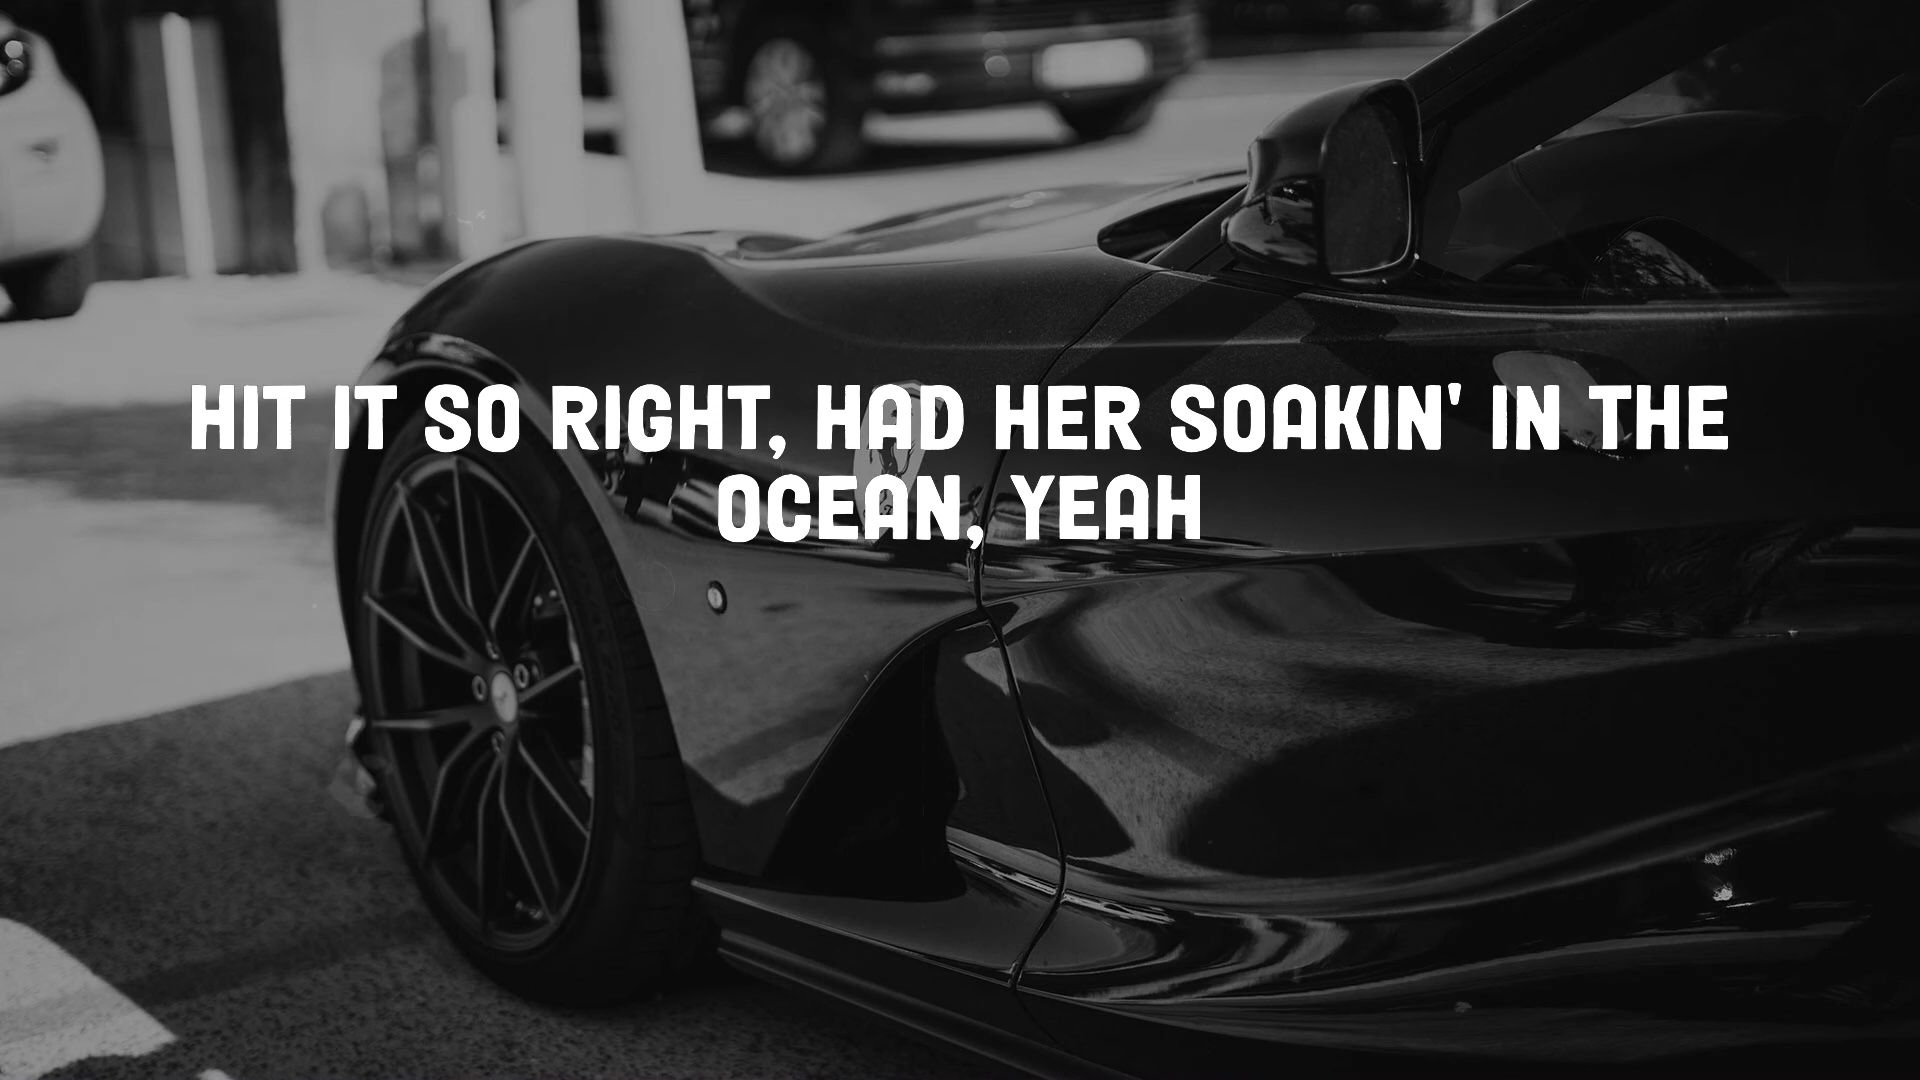 HIT IT SO RIGHT, HAD HER SOAKIN' IN THE
OCEAN, YEAH